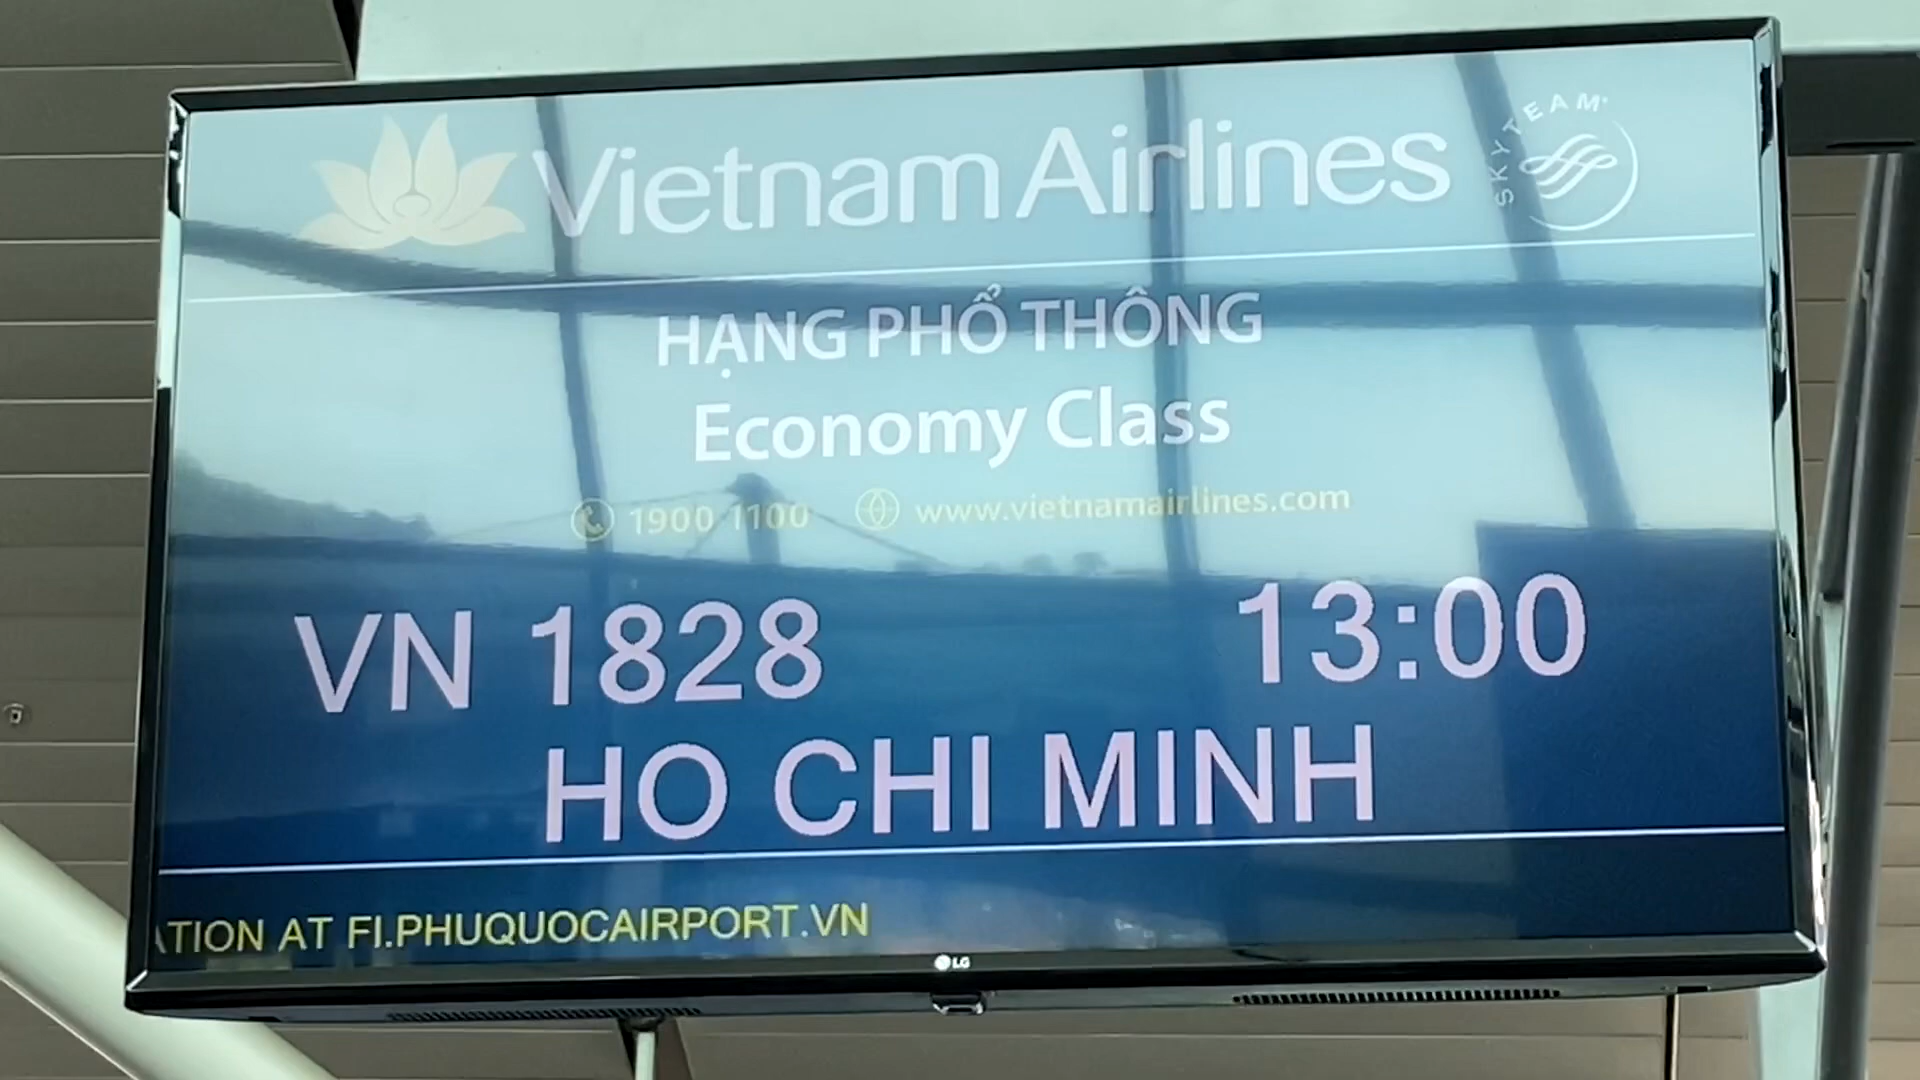 Vietnam Airlines
SKYTEAM
HẠNG PHỔ THÔNG
Economy Class
1900 1100 www.vietnamairlines.com
VN 1828 13:00
HO CHI MINH
ATION AT FI.PHUQUOCAIRPORT.VN
LG